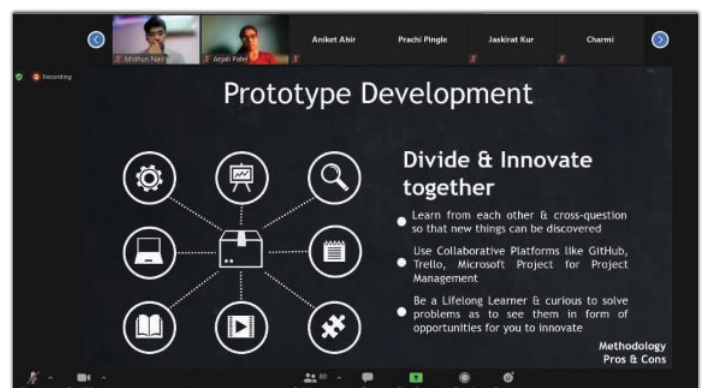 Aniket Ahir
Prachi Pingle
Jaskirat Kur
Charmi
Midhun Nair
Anjali Patel
Recording
Prototype Development
Divide & Innovate
together
Learn from each other & cross-question
so that new things can be discovered
Use Collaborative Platforms like GitHub,
Trello, Microsoft Project for Project
Management
Be a Lifelong Learner & curious to solve
problems as to see them in form of
opportunities for you to innovate
Methodology
Pros & Cons
80